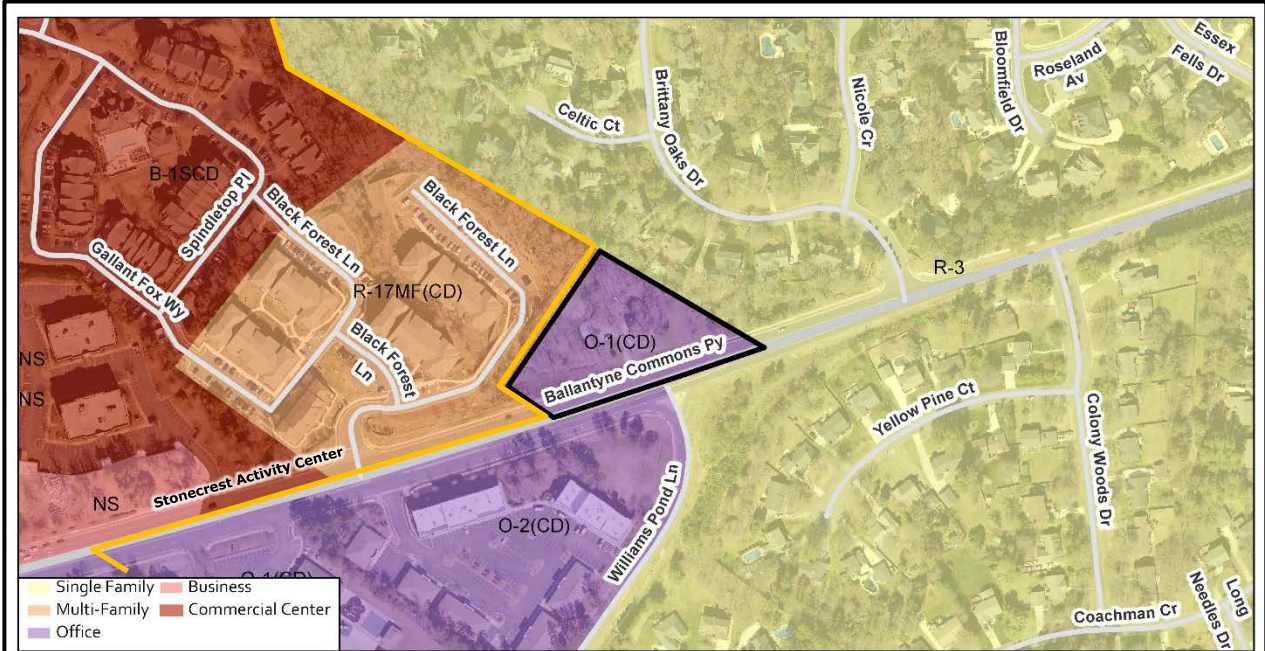 Essex
Fells Dr
Roseland
Av
Bloomfield Dr
Nicole Cr
Brittany Oaks Dr
Celtic Ct
B-1SCD
Spindletop Pl
Black Forest Ln
Black Forest Ln
Gallant Fox Wy
R-17MF(CD)
R-3
O-1(CD)
Black Forest
Ln
Ballantyne Commons Py
NS
NS
Yellow Pine Ct
Colony Woods Dr
Stonecrest Activity Center
NS
O-2(CD)
Williams Pond Ln
O-1(CD)
Single Family
Business
Multi-Family
Commercial Center
Office
Coachman Cr
Long
Needles Dr